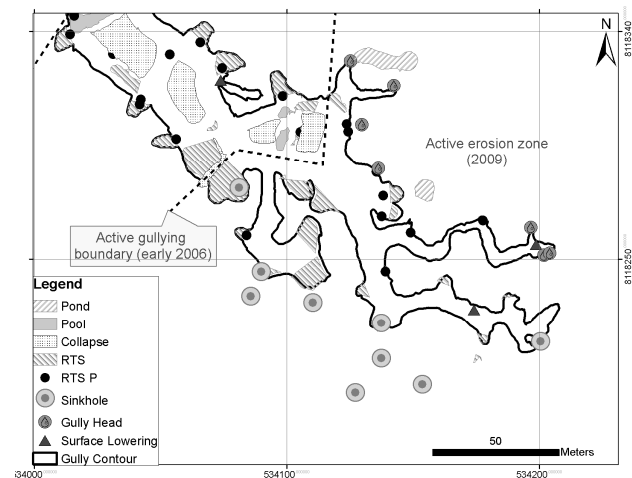 N
8118340
Active erosion zone
(2009)
Active gullying
boundary (early 2006)
8118250
Legend
Pond
Pool
Collapse
RTS
RTS P
Sinkhole
Gully Head
Surface Lowering
Gully Contour
50
Meters
534100
534200